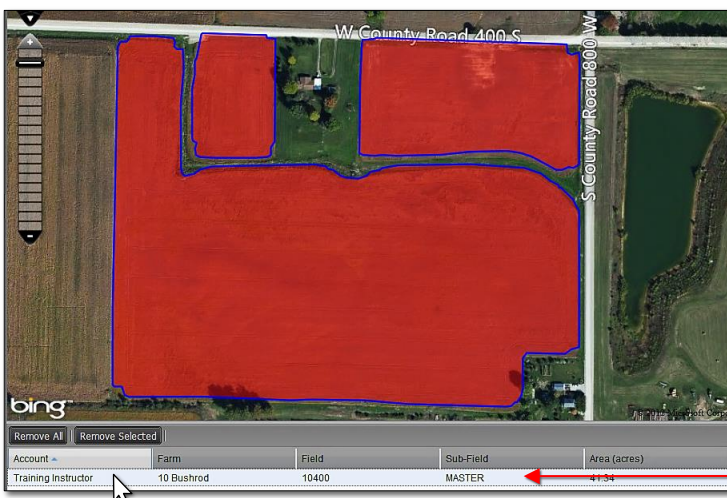 W County Road 400 S
S County Road 800 W
bing™
Remove All Remove Selected
Account Farm Field Sub-Field Area (acres)
Training Instructor 10 Bushrod 10400 MASTER 41.34